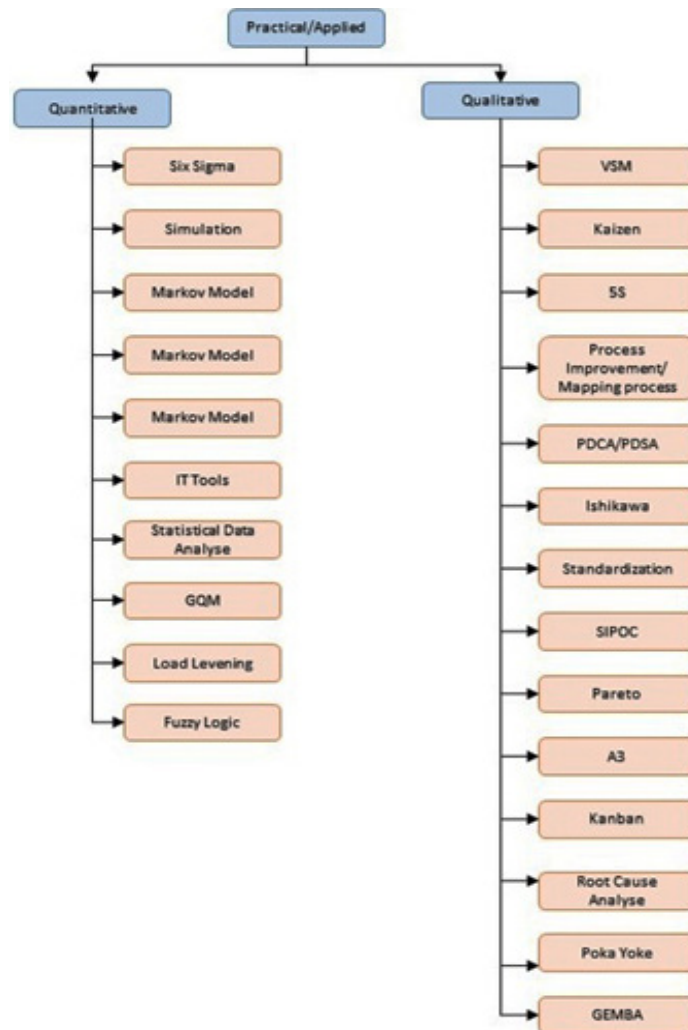 Practical/Applied
Quantitative
Six Sigma
Simulation
Markov Model
Markov Model
Markov Model
IT Tools
Statistical Data
Analyse
GQM
Load Levening
Fuzzy Logic
Qualitative
VSM
Kaizen
5S
Process
Improvement/
Mapping process
PDCA/PDSA
Ishikawa
Standardization
SIPOC
Pareto
A3
Kanban
Root Cause
Analyse
Poka Yoke
GEMBA